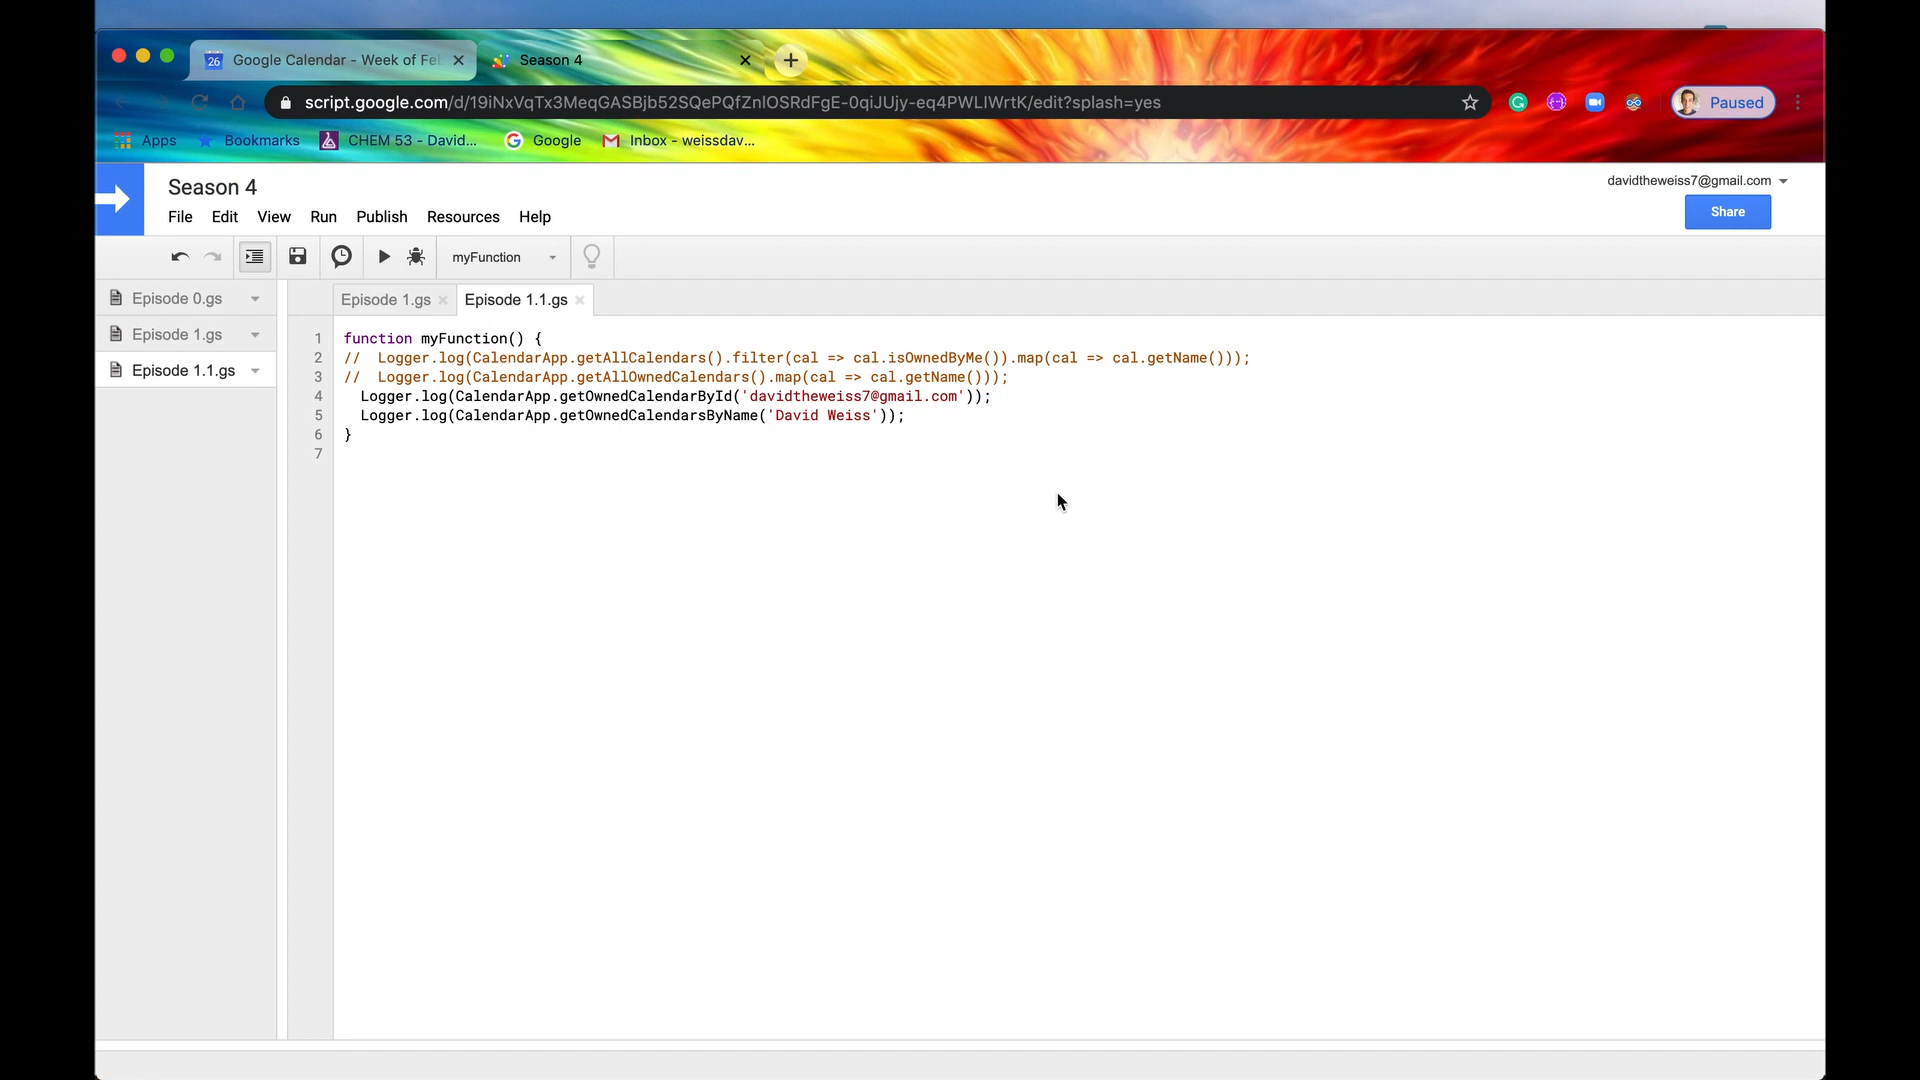 26 Google Calendar - Week of Feb
Season 4
script.google.com/d/19iNxVqTx3MeqGASBjb52SQePQfZnlOSRdFgE-0qiJUjy-eq4PWLIWrtK/edit?splash=yes
Paused
Apps Bookmarks CHEM 53 - David... Google Inbox - weissdav...
Season 4
davidtheweiss7@gmail.com
File Edit View Run Publish Resources Help
Share
myFunction
Episode 0.gs
Episode 1.gs
Episode 1.1.gs
Episode 1.gs Episode 1.1.gs
1 function myFunction() {
2 //  Logger.log(CalendarApp.getAllCalendars().filter(cal => cal.isOwnedByMe()).map(cal => cal.getName()));
3 //  Logger.log(CalendarApp.getAllOwnedCalendars().map(cal => cal.getName()));
4   Logger.log(CalendarApp.getOwnedCalendarById('davidtheweiss7@gmail.com'));
5   Logger.log(CalendarApp.getOwnedCalendarsByName('David Weiss'));
6 }
7